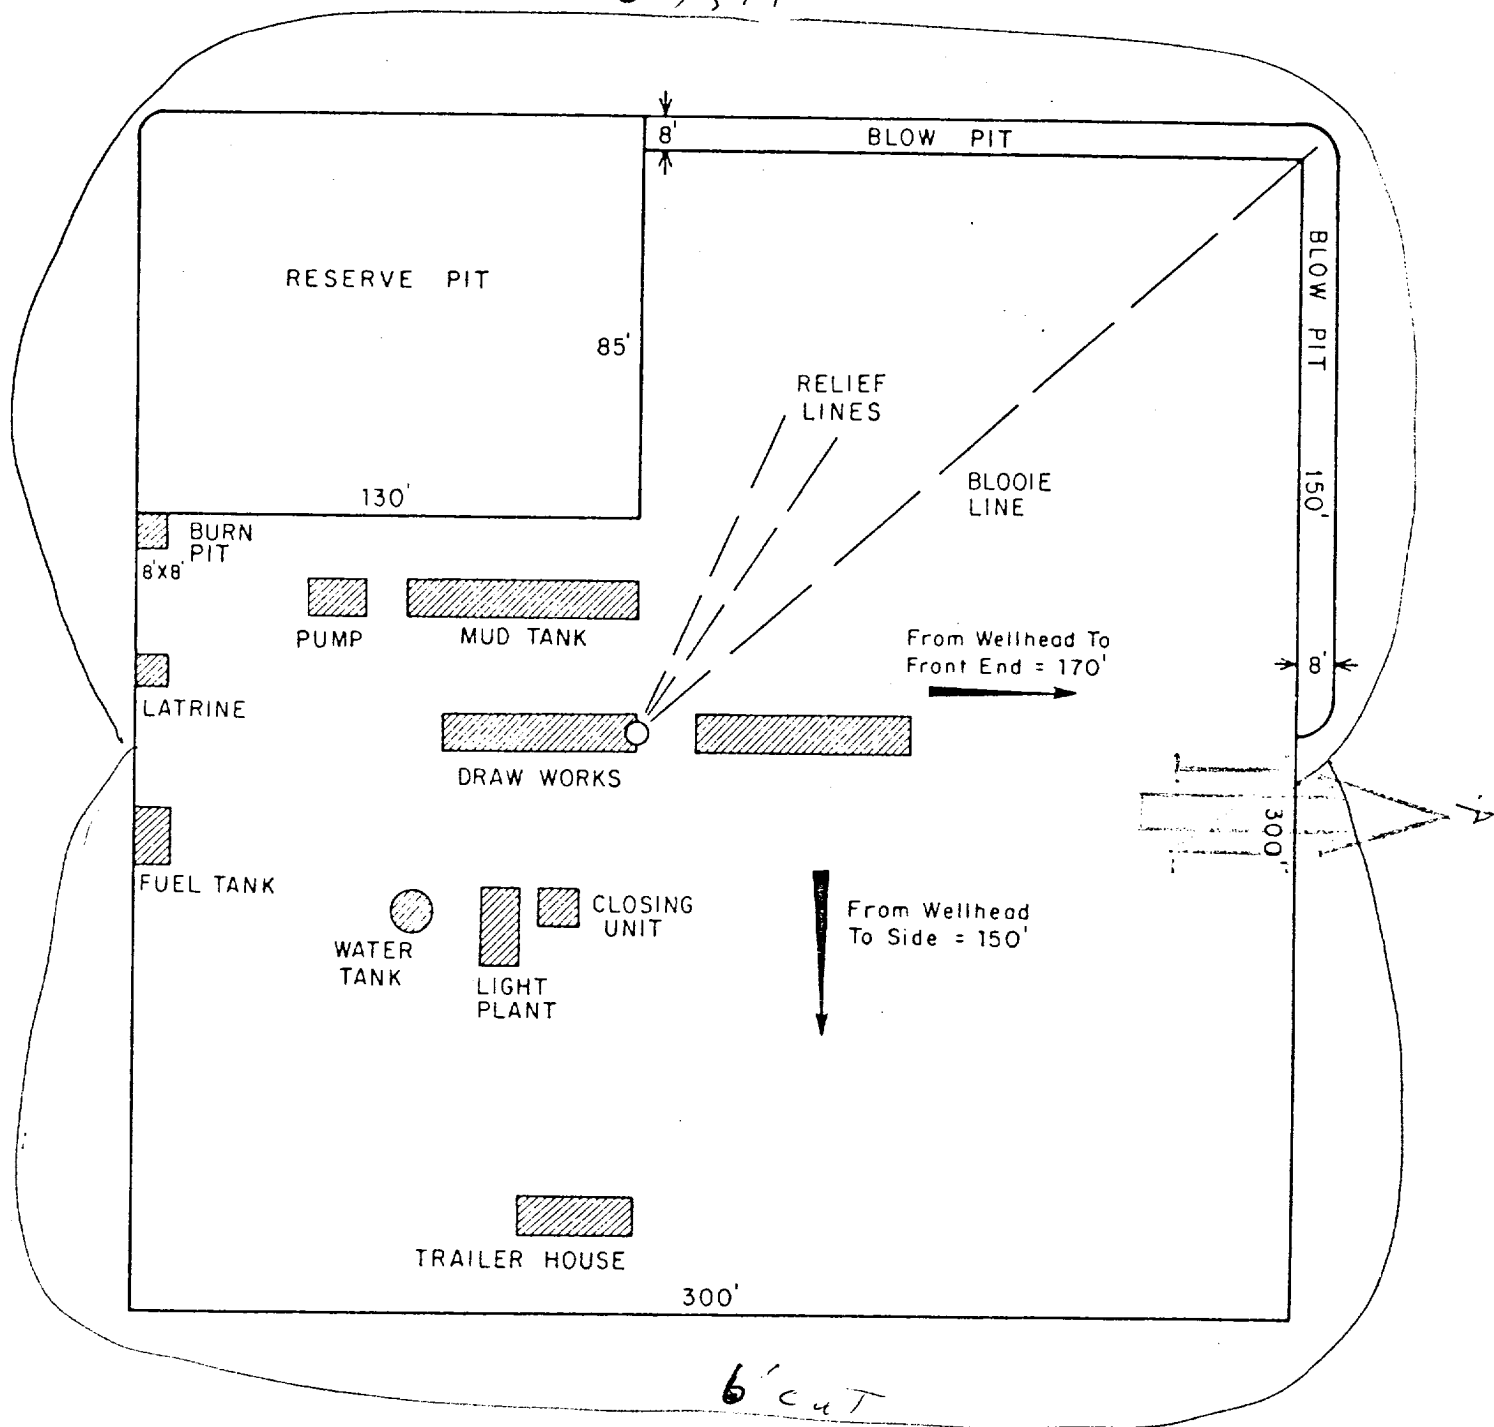 8'
BLOW PIT
BLOW PIT
RESERVE PIT
85'
RELIEF
LINES
BLOOIE
LINE
130'
150'
BURN
PIT
8'X8'
PUMP
MUD TANK
From Wellhead To
Front End = 170'
8'
LATRINE
DRAW WORKS
300'
FUEL TANK
CLOSING
UNIT
From Wellhead
To Side = 150'
WATER
TANK
LIGHT
PLANT
TRAILER HOUSE
300'
6' cuT